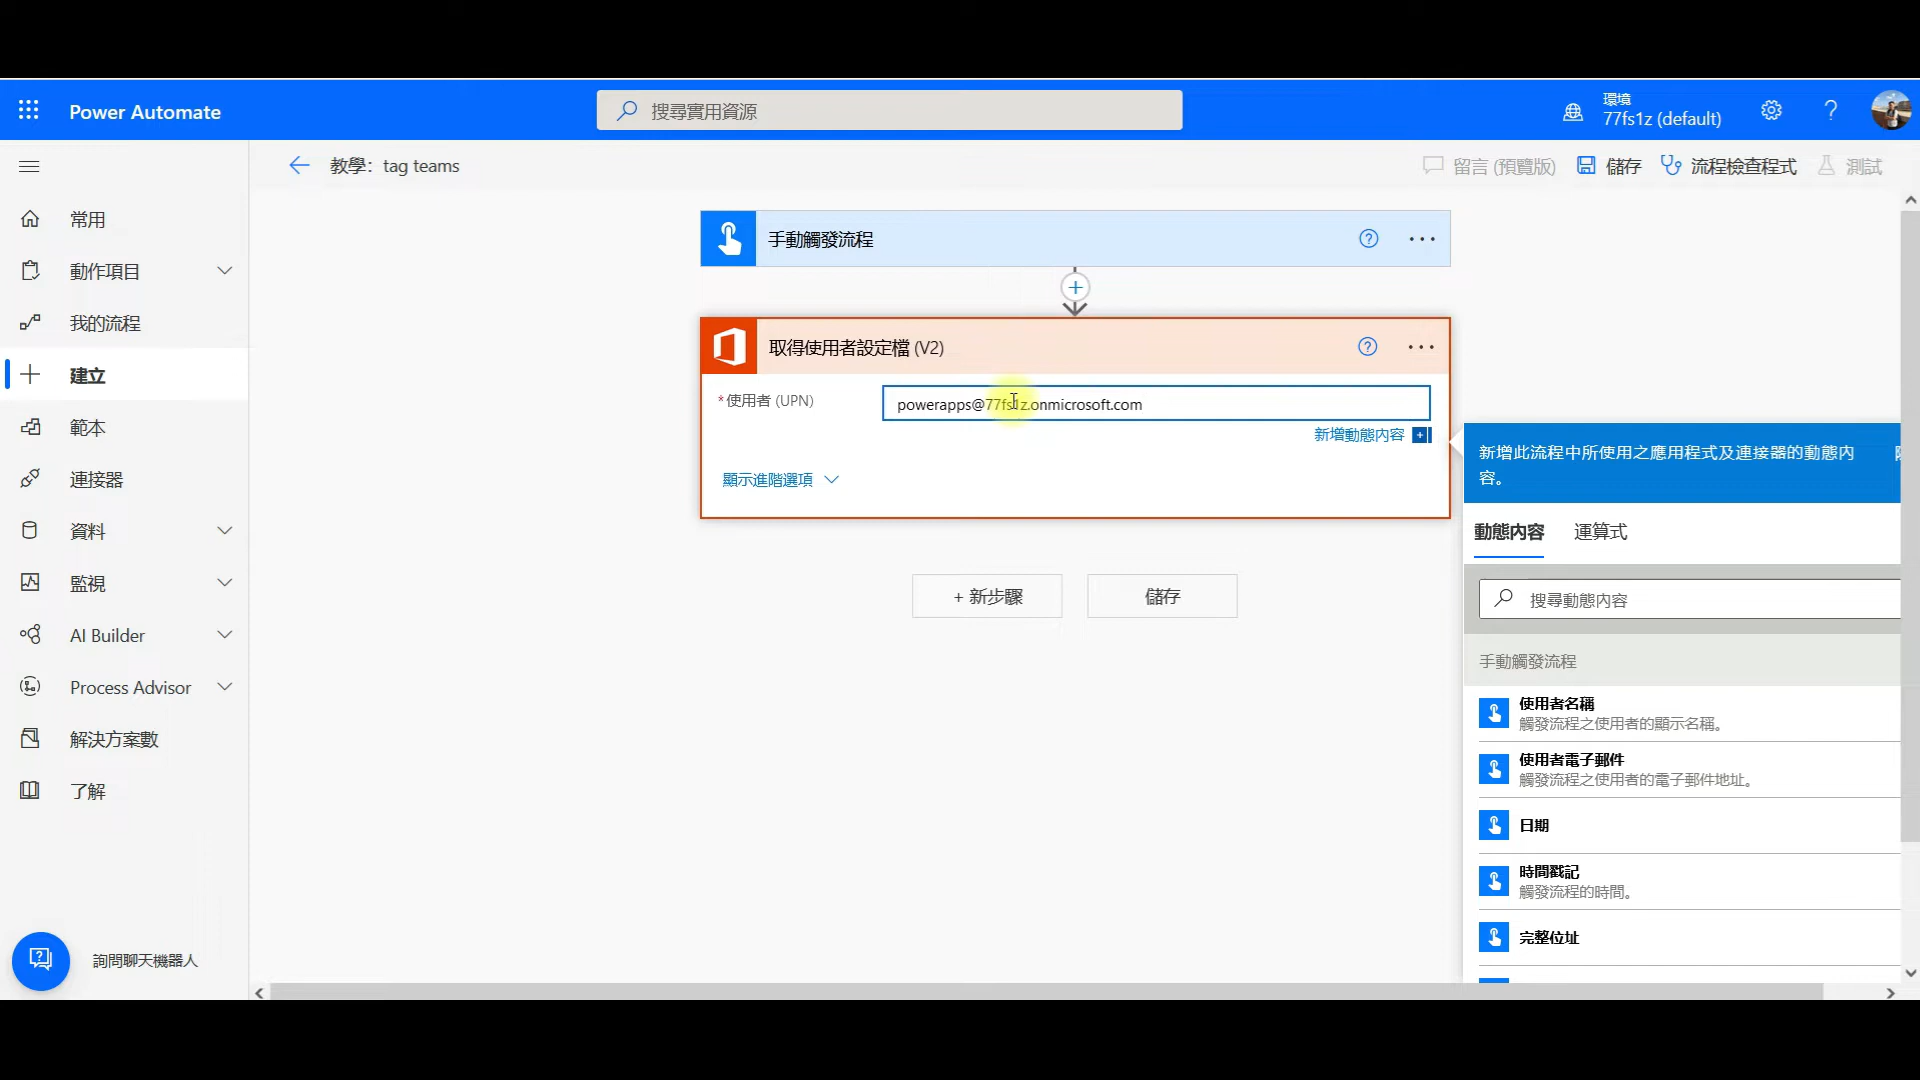 Power Automate
搜尋實用資源
環境
77fs1z (default)
教學：tag teams
留言 (預覽版)
儲存
流程檢查程式
測試
常用
動作項目
我的流程
建立
範本
連接器
資料
監視
AI Builder
Process Advisor
解決方案數
了解
詢問聊天機器人
手動觸發流程
取得使用者設定檔 (V2)
*使用者 (UPN)
powerapps@77fs1z.onmicrosoft.com
新增動態內容
顯示進階選項
+ 新步驟
儲存
新增此流程中所使用之應用程式及連接器的動態內
容。
動態內容
運算式
搜尋動態內容
手動觸發流程
使用者名稱
觸發流程之使用者的顯示名稱。
使用者電子郵件
觸發流程之使用者的電子郵件地址。
日期
時間戳記
觸發流程的時間。
完整位址